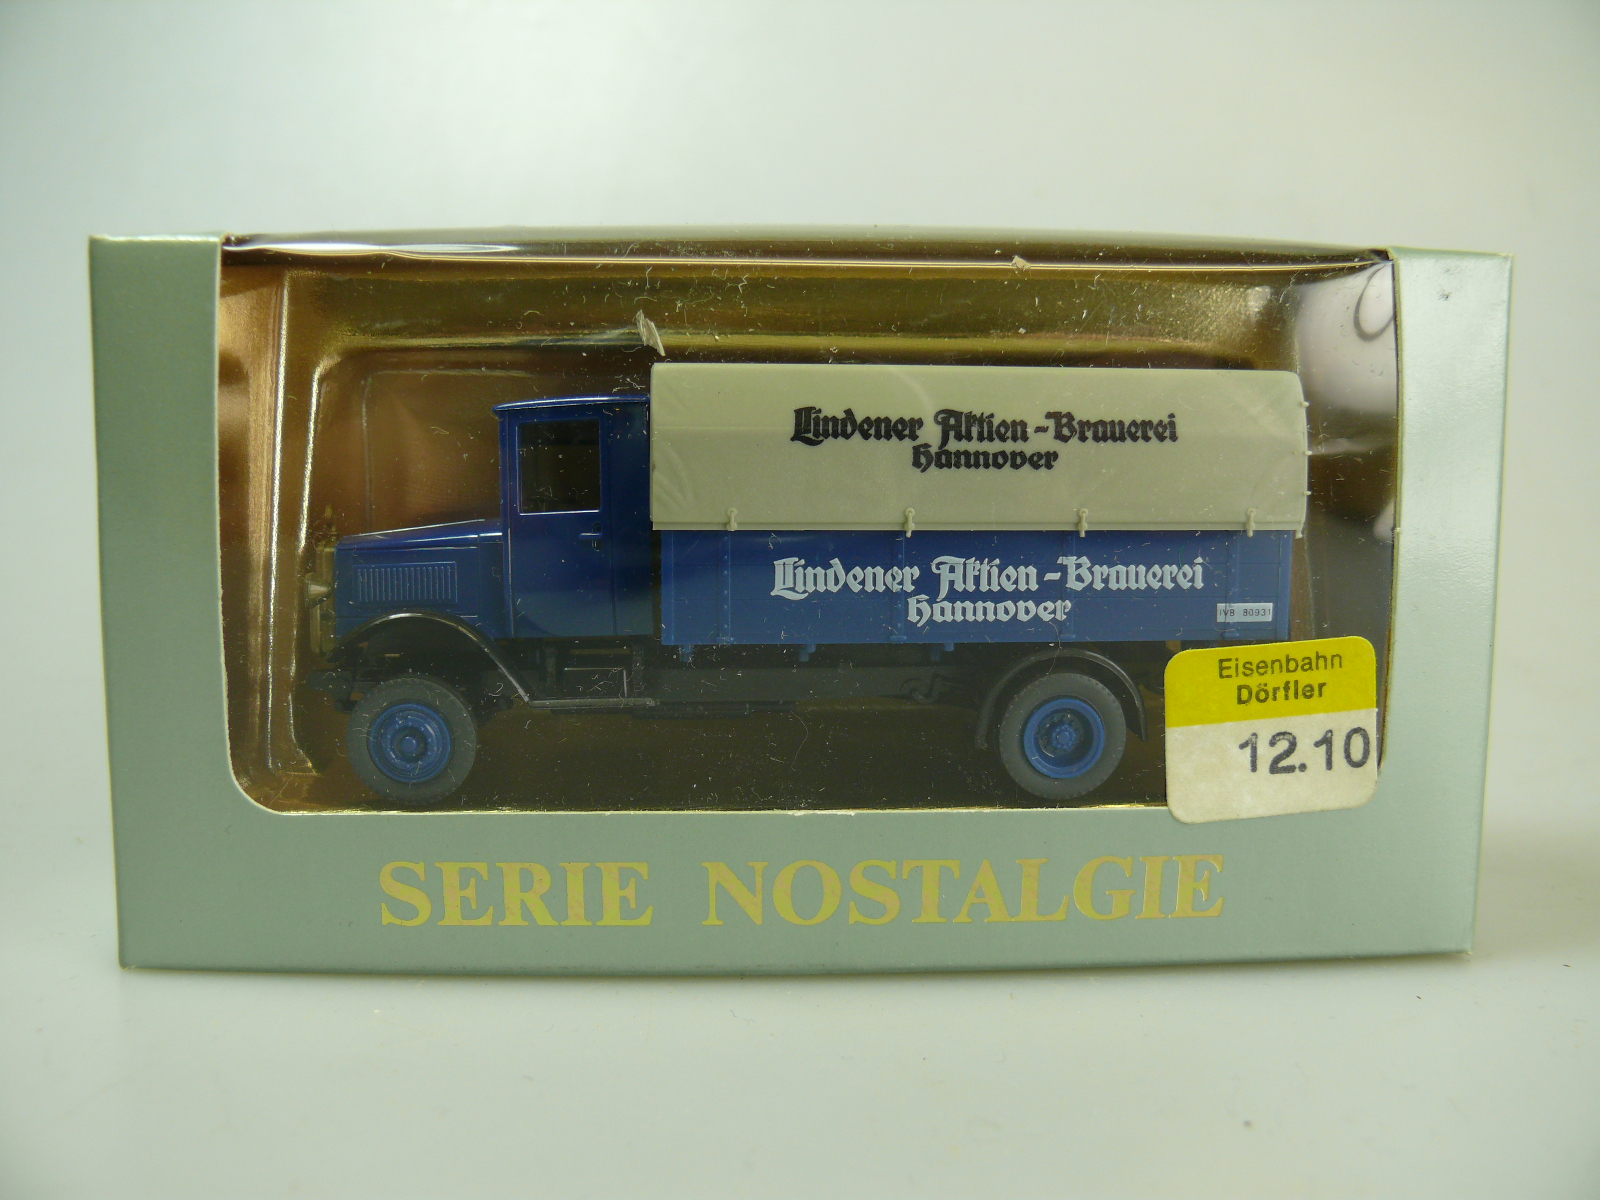 Lindener Aktien-Brauerei
Hannover
Lindener Aktien-Brauerei
Hannover
IVB 80931
Eisenbahn
Dörfler
12.10
SERIE NOSTALGIE